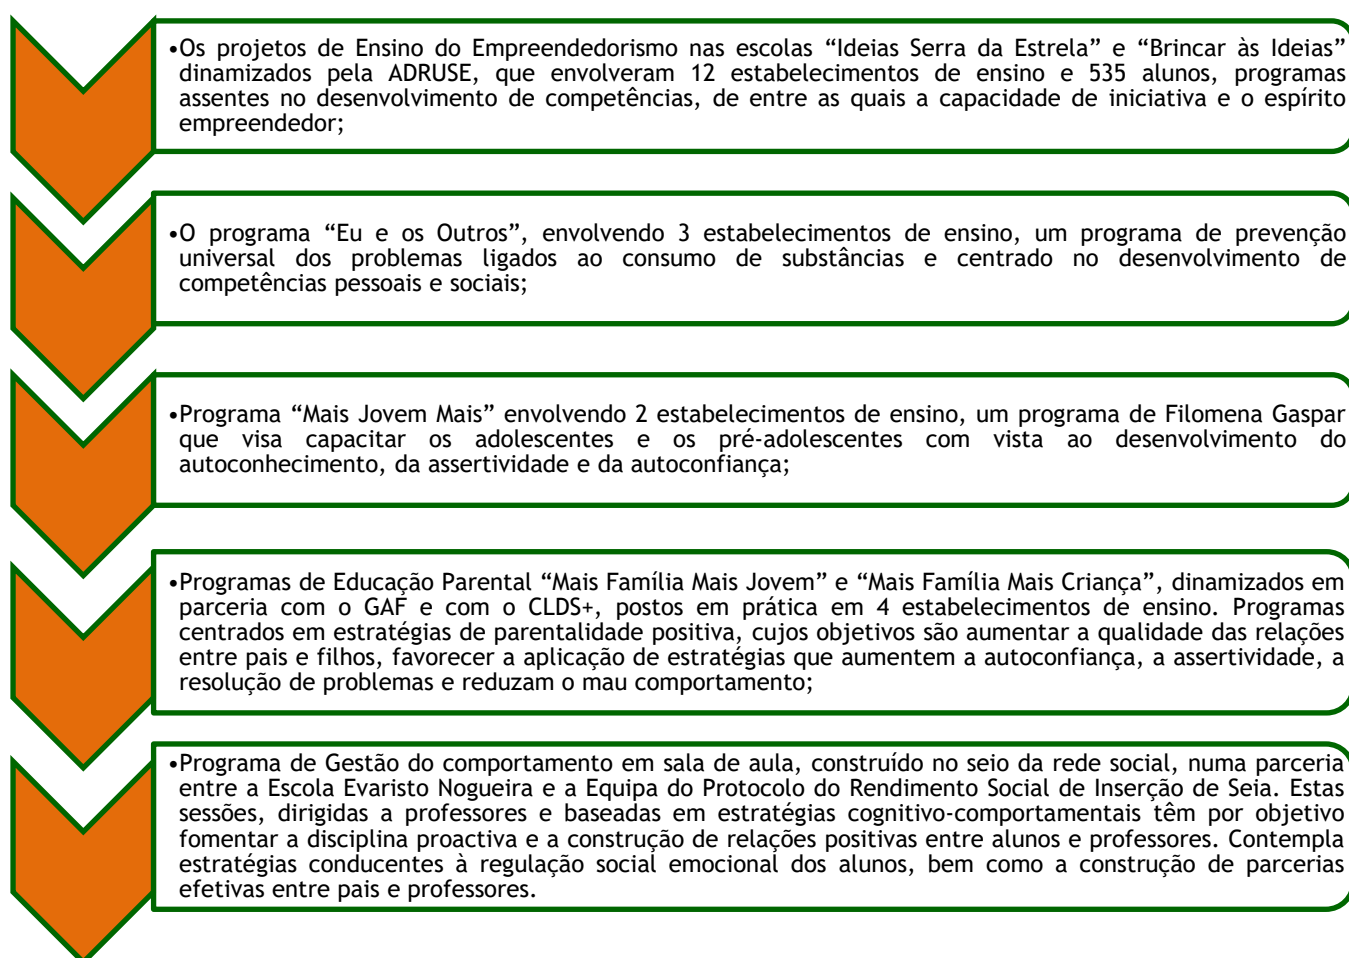 •Os projetos de Ensino do Empreendedorismo nas escolas “Ideias Serra da Estrela” e “Brincar às Ideias”
dinamizados pela ADRUSE, que envolveram 12 estabelecimentos de ensino e 535 alunos, programas
assentes no desenvolvimento de competências, de entre as quais a capacidade de iniciativa e o espírito
empreendedor;
•O programa “Eu e os Outros”, envolvendo 3 estabelecimentos de ensino, um programa de prevenção
universal dos problemas ligados ao consumo de substâncias e centrado no desenvolvimento de
competências pessoais e sociais;
•Programa “Mais Jovem Mais” envolvendo 2 estabelecimentos de ensino, um programa de Filomena Gaspar
que visa capacitar os adolescentes e os pré-adolescentes com vista ao desenvolvimento do
autoconhecimento, da assertividade e da autoconfiança;
•Programas de Educação Parental “Mais Família Mais Jovem” e “Mais Família Mais Criança”, dinamizados em
parceria com o GAF e com o CLDS+, postos em prática em 4 estabelecimentos de ensino. Programas
centrados em estratégias de parentalidade positiva, cujos objetivos são aumentar a qualidade das relações
entre pais e filhos, favorecer a aplicação de estratégias que aumentem a autoconfiança, a assertividade, a
resolução de problemas e reduzam o mau comportamento;
•Programa de Gestão do comportamento em sala de aula, construído no seio da rede social, numa parceria
entre a Escola Evaristo Nogueira e a Equipa do Protocolo do Rendimento Social de Inserção de Seia. Estas
sessões, dirigidas a professores e baseadas em estratégias cognitivo-comportamentais têm por objetivo
fomentar a disciplina proactiva e a construção de relações positivas entre alunos e professores. Contempla
estratégias conducentes à regulação social emocional dos alunos, bem como a construção de parcerias
efetivas entre pais e professores.